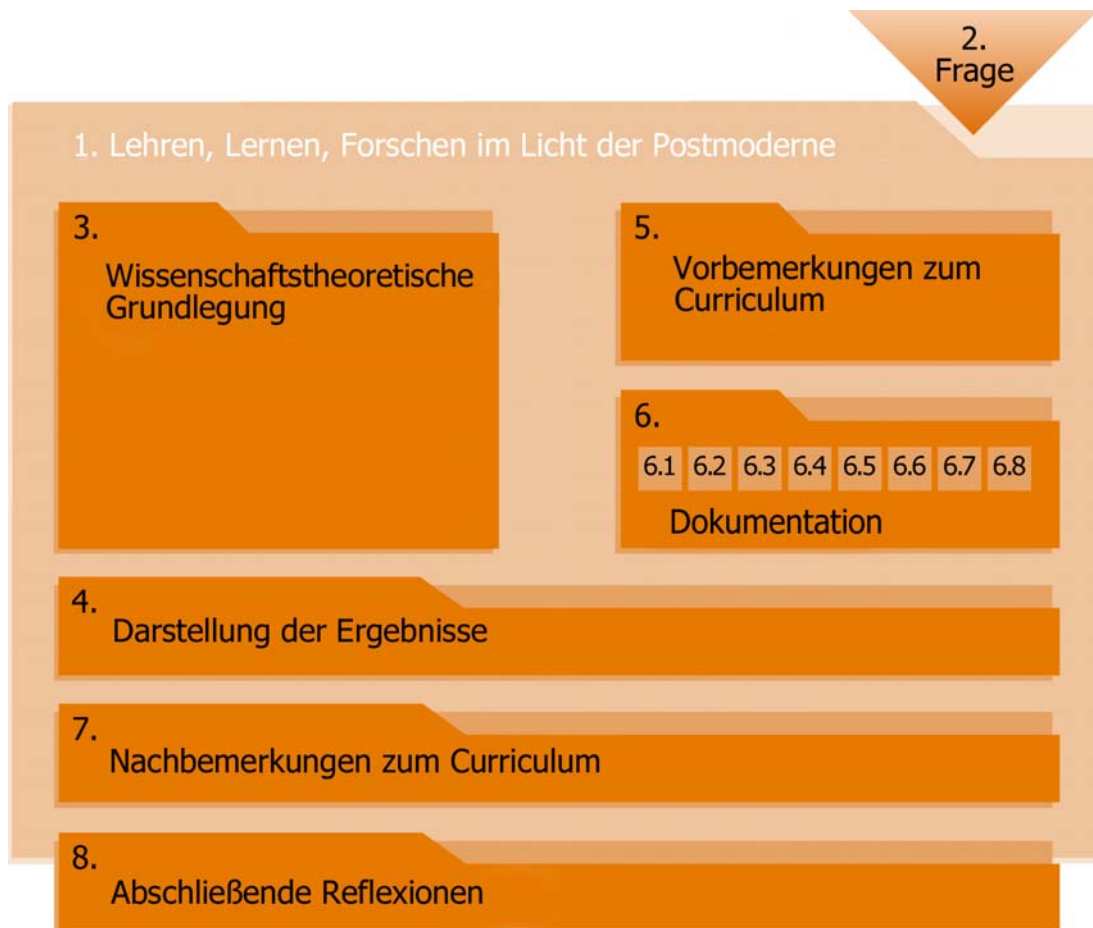 2.
Frage
1. Lehren, Lernen, Forschen im Licht der Postmoderne
3.
Wissenschaftstheoretische
Grundlegung
5.
Vorbemerkungen zum
Curriculum
6.
6.1 6.2 6.3 6.4 6.5 6.6 6.7 6.8
Dokumentation
4.
Darstellung der Ergebnisse
7.
Nachbemerkungen zum Curriculum
8.
Abschließende Reflexionen